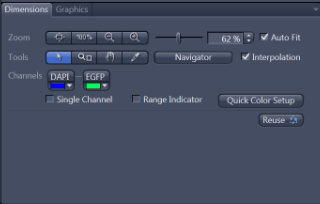 Dimensions Graphics
Zoom 100% 62 % Auto Fit
Tools Navigator Interpolation
Channels DAPI EGFP
Single Channel Range Indicator Quick Color Setup
Reuse